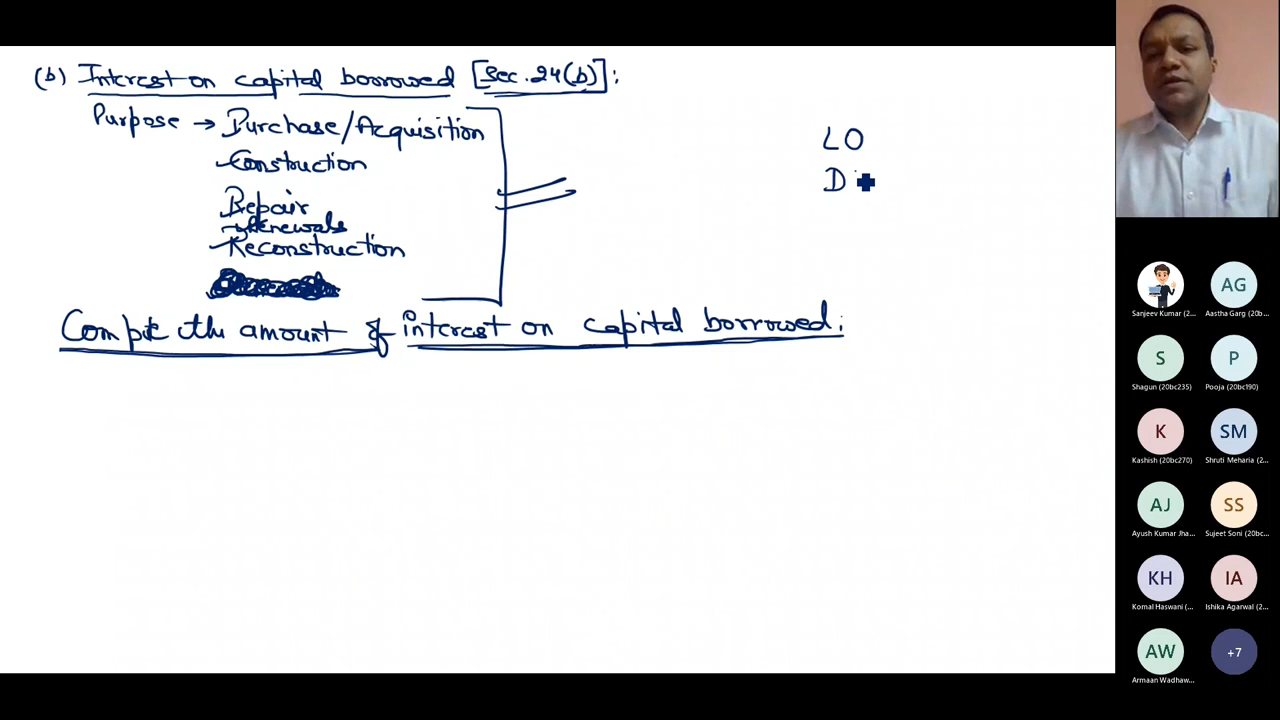 (b) Interest on capital borrowed [Sec. 24(b)]:
Purpose → Purchase/Acquisition
Construction
Repair
Renewals
Reconstruction
LO
D
Compute the amount of interest on capital borrowed:
Sanjeev Kumar (2...
AG
Aastha Garg (20b...
S
Shagun (20bc235)
P
Pooja (20bc190)
K
Kashish (20bc270)
SM
Shruti Meharia (2...
AJ
Ayush Kumar Jha...
SS
Sujeet Soni (20bc...
KH
Komal Haswani (...
IA
Ishika Agarwal (2...
AW
Armaan Wadhaw...
+7